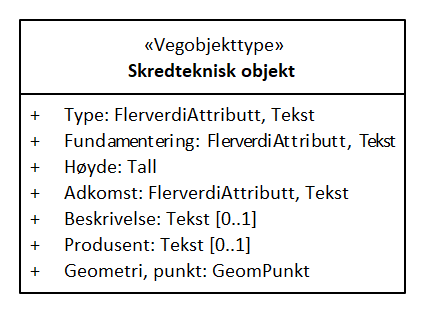 «Vegobjekttype»
Skredteknisk objekt
+ Type: FlerverdiAttributt, Tekst
+ Fundamentering: FlerverdiAttributt, Tekst
+ Høyde: Tall
+ Adkomst: FlerverdiAttributt, Tekst
+ Beskrivelse: Tekst [0..1]
+ Produsent: Tekst [0..1]
+ Geometri, punkt: GeomPunkt